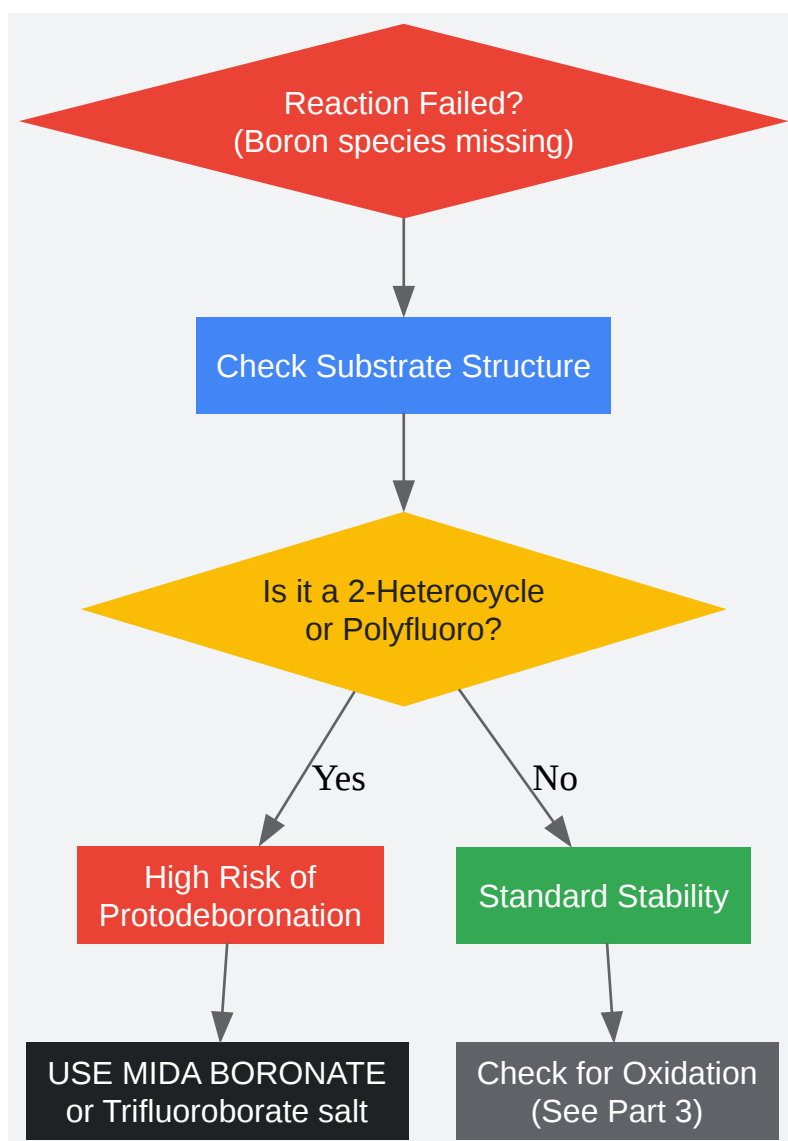 Reaction Failed?
(Boron species missing)
Check Substrate Structure
Is it a 2-Heterocycle
or Polyfluoro?
Yes
No
High Risk of
Protodeboronation
Standard Stability
USE MIDA BORONATE
or Trifluoroborate salt
Check for Oxidation
(See Part 3)